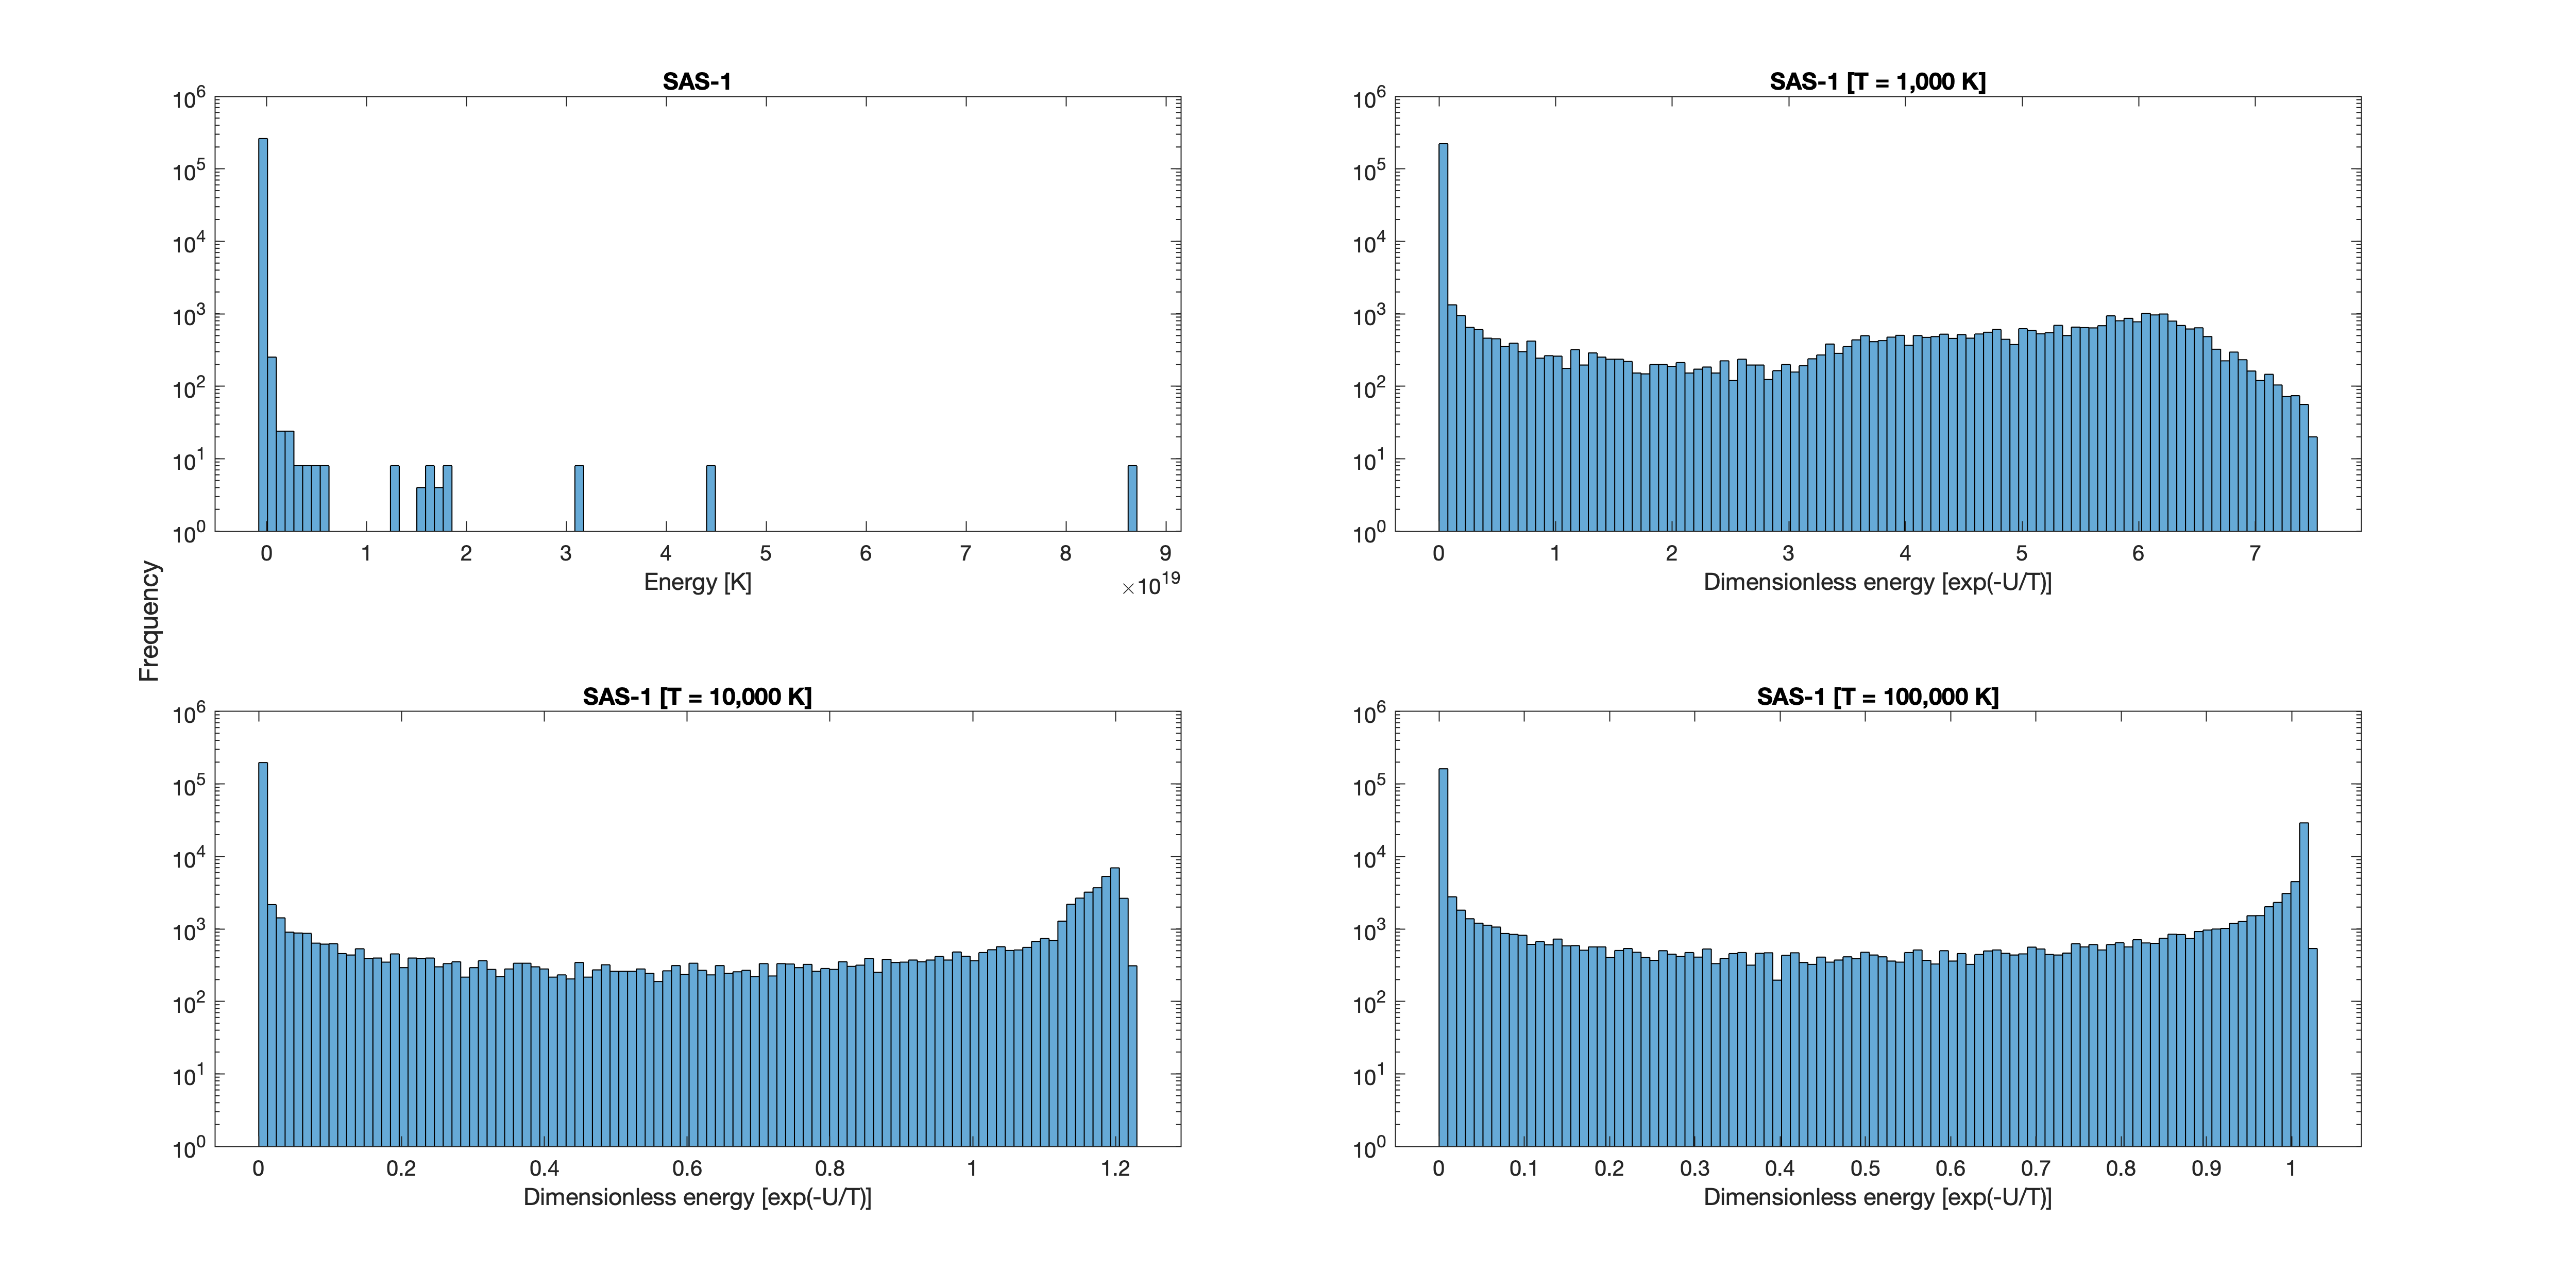 SAS-1
10^6
10^5
10^4
10^3
10^2
10^1
10^0
0 1 2 3 4 5 6 7 8 9
Energy [K]
×10^19
SAS-1 [T = 1,000 K]
10^6
10^5
10^4
10^3
10^2
10^1
10^0
0 1 2 3 4 5 6 7
Dimensionless energy [exp(-U/T)]
Frequency
SAS-1 [T = 10,000 K]
10^6
10^5
10^4
10^3
10^2
10^1
10^0
0 0.2 0.4 0.6 0.8 1 1.2
Dimensionless energy [exp(-U/T)]
SAS-1 [T = 100,000 K]
10^6
10^5
10^4
10^3
10^2
10^1
10^0
0 0.1 0.2 0.3 0.4 0.5 0.6 0.7 0.8 0.9 1
Dimensionless energy [exp(-U/T)]